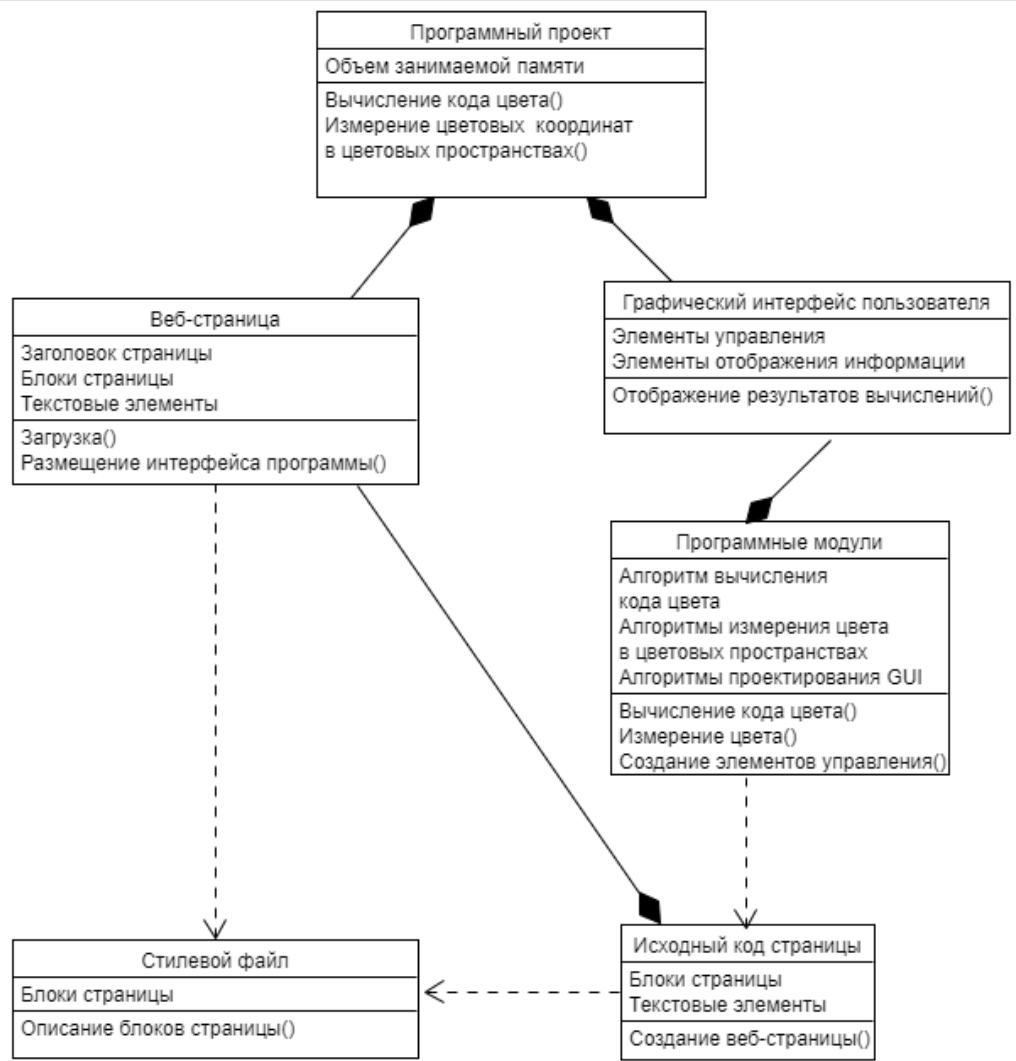 Программный проект
Объем занимаемой памяти
Вычисление кода цвета()
Измерение цветовых координат
в цветовых пространствах()
Веб-страница
Заголовок страницы
Блоки страницы
Текстовые элементы
Загрузка()
Размещение интерфейса программы()
Графический интерфейс пользователя
Элементы управления
Элементы отображения информации
Отображение результатов вычислений()
Программные модули
Алгоритм вычисления
кода цвета
Алгоритмы измерения цвета
в цветовых пространствах
Алгоритмы проектирования GUI
Вычисление кода цвета()
Измерение цвета()
Создание элементов управления()
Стилевой файл
Блоки страницы
Описание блоков страницы()
Исходный код страницы
Блоки страницы
Текстовые элементы
Создание веб-страницы()